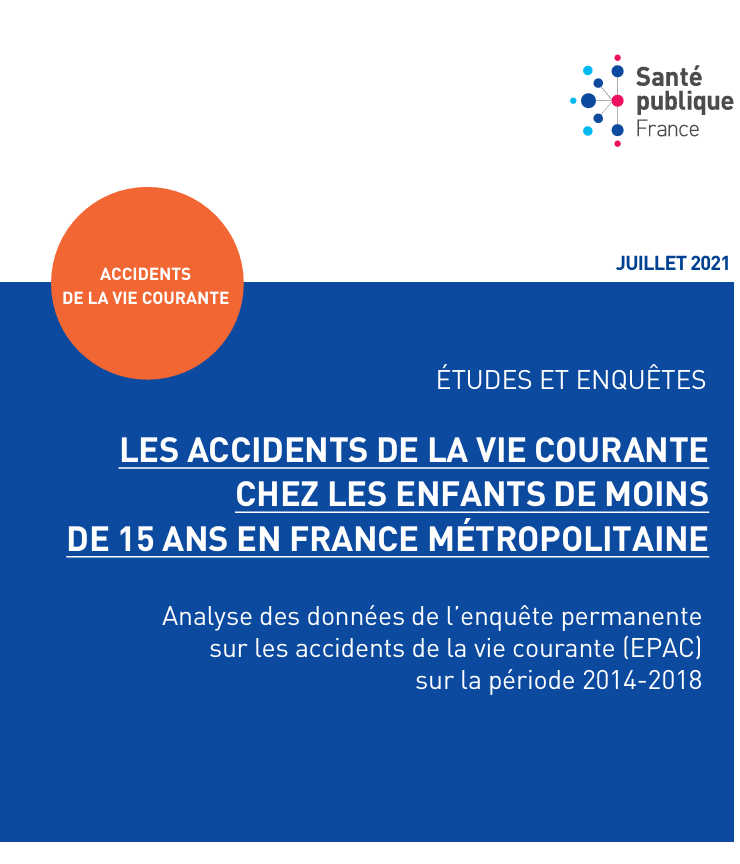 Santé
publique
France
JUILLET 2021
ACCIDENTS
DE LA VIE COURANTE
ÉTUDES ET ENQUÊTES
LES ACCIDENTS DE LA VIE COURANTE
CHEZ LES ENFANTS DE MOINS
DE 15 ANS EN FRANCE MÉTROPOLITAINE
Analyse des données de l’enquête permanente
sur les accidents de la vie courante (EPAC)
sur la période 2014-2018